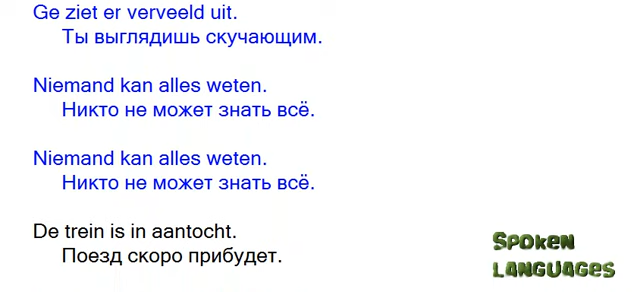 Ge ziet er verveeld uit.
Ты выглядишь скучающим.
Niemand kan alles weten.
Никто не может знать всё.
Niemand kan alles weten.
Никто не может знать всё.
De trein is in aantocht.
Поезд скоро прибудет.
Spoken
Languages